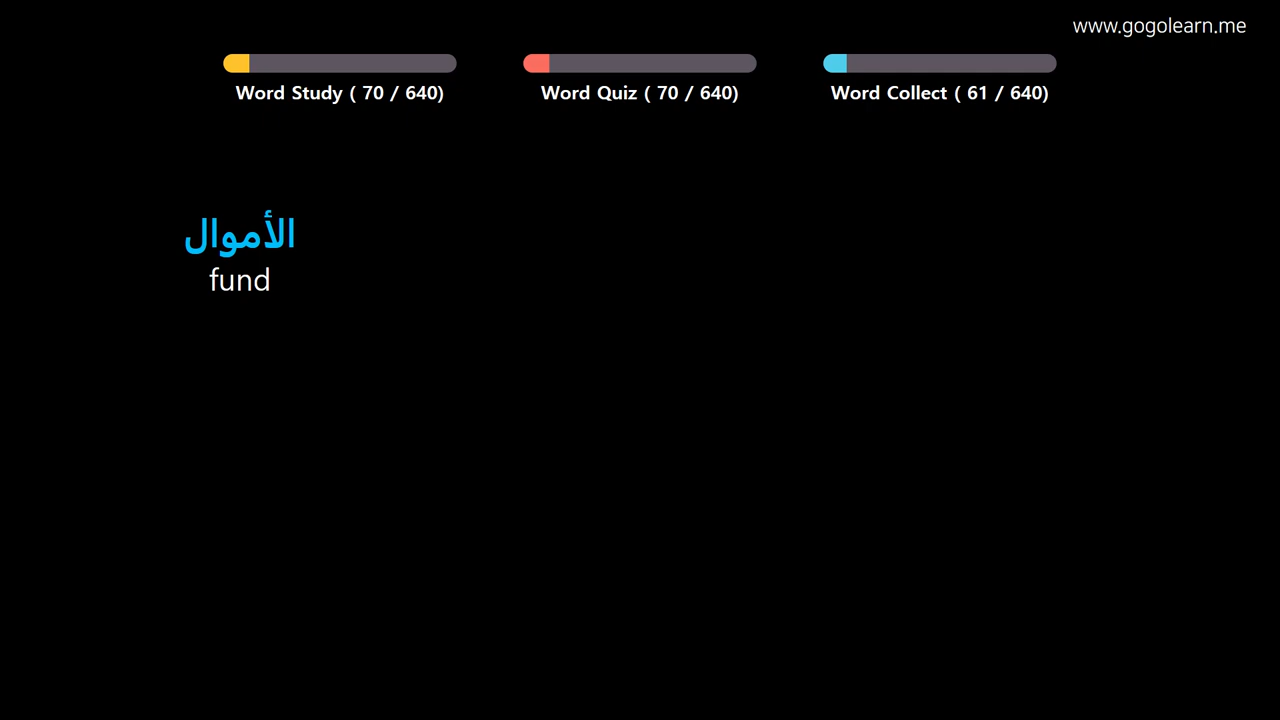 www.gogolearn.me
Word Study ( 70 / 640)
Word Quiz ( 70 / 640)
Word Collect ( 61 / 640)
الأموال
fund